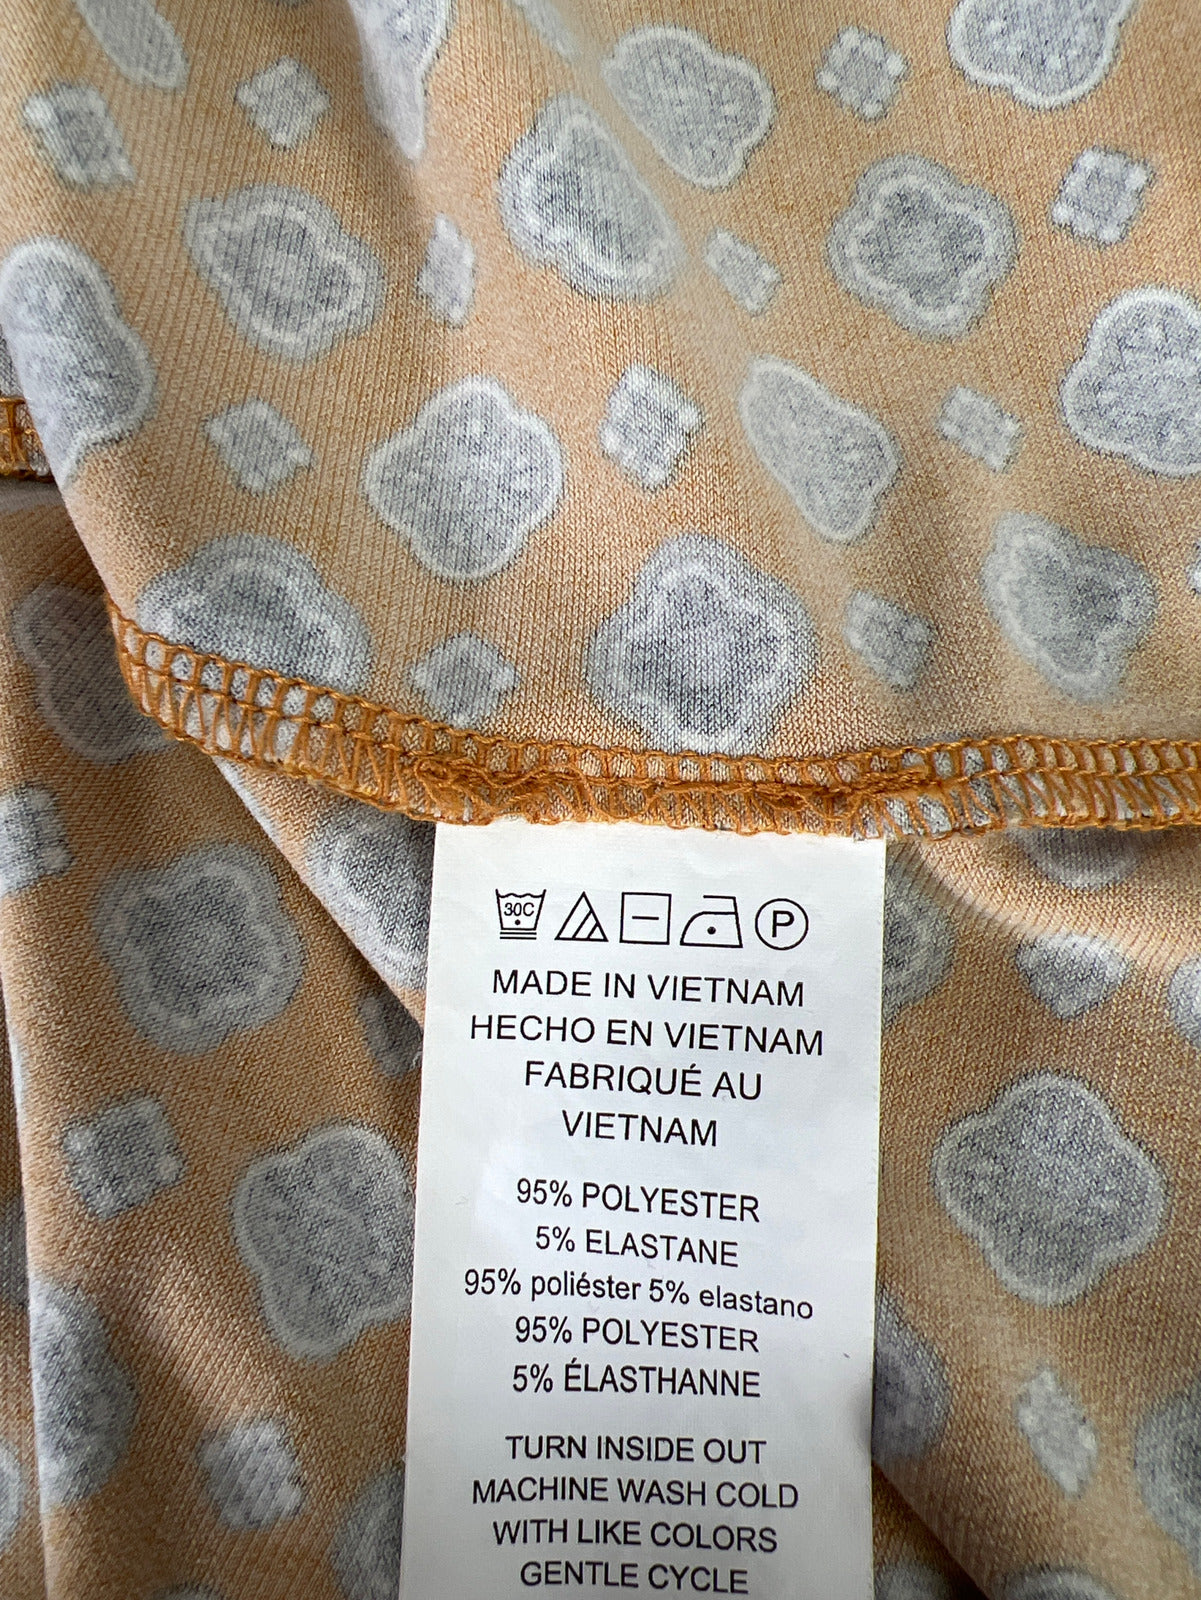 30C P
MADE IN VIETNAM
HECHO EN VIETNAM
FABRIQUÉ AU
VIETNAM
95% POLYESTER
5% ELASTANE
95% poliéster 5% elastano
95% POLYESTER
5% ÉLASTHANNE
TURN INSIDE OUT
MACHINE WASH COLD
WITH LIKE COLORS
GENTLE CYCLE